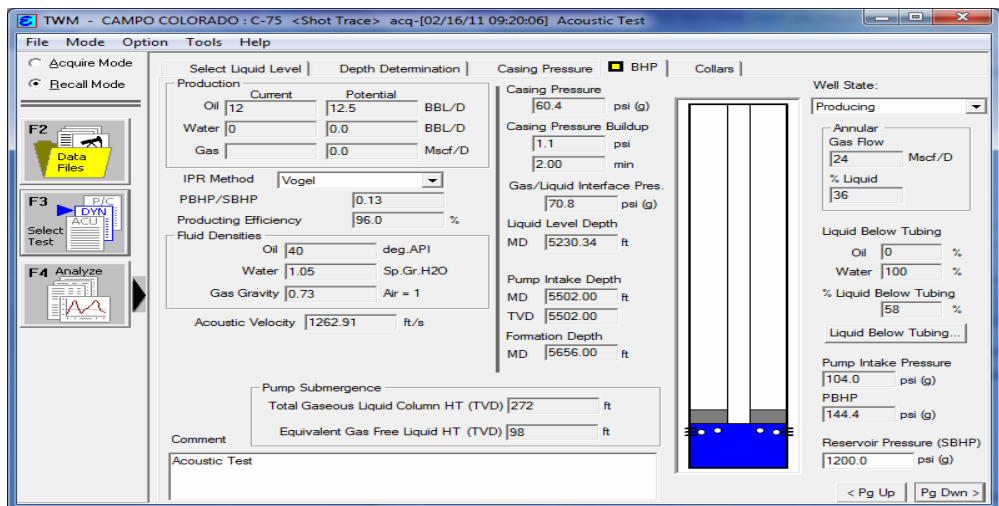 TWM - CAMPO COLORADO : C-75 <Shot Trace> acq-[02/16/11 09:20:06] Acoustic Test
File Mode Option Tools Help
Acquire Mode
Recall Mode
F2
Data
Files
F3
P/C
DYN
ACU
Select
Test
F4 Analyze
Select Liquid Level
Depth Determination
Casing Pressure
BHP
Collars
Production
Current Potential
Oil 12 12.5 BBL/D
Water 0 0.0 BBL/D
Gas 0.0 Mscf/D
IPR Method Vogel
PBHP/SBHP 0.13
Producting Efficiency 96.0 %
Fluid Densities
Oil 40 deg.API
Water 1.05 Sp.Gr.H2O
Gas Gravity 0.73 Air = 1
Acoustic Velocity 1262.91 ft/s
Casing Pressure
60.4 psi (g)
Casing Pressure Buildup
1.1 psi
2.00 min
Gas/Liquid Interface Pres.
70.8 psi (g)
Liquid Level Depth
MD 5230.34 ft
Pump Intake Depth
MD 5502.00 ft
TVD 5502.00
Formation Depth
MD 5656.00 ft
Pump Submergence
Total Gaseous Liquid Column HT (TVD) 272 ft
Equivalent Gas Free Liquid HT (TVD) 98 ft
Comment
Acoustic Test
Well State:
Producing
Annular
Gas Flow
24 Mscf/D
% Liquid
36
Liquid Below Tubing
Oil 0 %
Water 100 %
% Liquid Below Tubing
58 %
Liquid Below Tubing...
Pump Intake Pressure
104.0 psi (g)
PBHP
144.4 psi (g)
Reservoir Pressure (SBHP)
1200.0 psi (g)
< Pg Up
Pg Dwn >